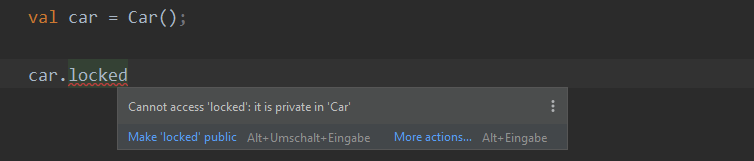 val car = Car();
car.locked
Cannot access 'locked': it is private in 'Car'
Make 'locked' public Alt+Umschalt+Eingabe More actions... Alt+Eingabe